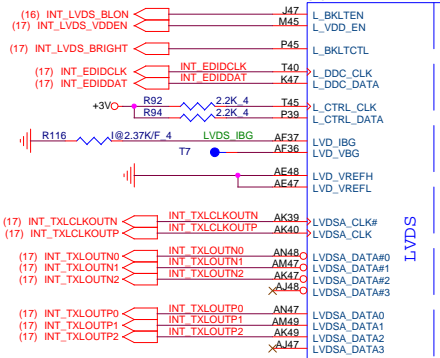 (16) INT_LVDS_BLON J47 L_BKLTEN
(17) INT_LVDS_VDDEN M45 L_VDD_EN
(17) INT_LVDS_BRIGHT P45 L_BKLTCTL
(17) INT_EDIDCLK INT_EDIDCLK T40 L_DDC_CLK
(17) INT_EDIDDAT INT_EDIDDAT K47 L_DDC_DATA
+3V R92 2.2K_4 T45 L_CTRL_CLK
R94 2.2K_4 P39 L_CTRL_DATA
R116 I@2.37K/F_4 LVDS_IBG AF37 LVD_IBG
T7 AF36 LVD_VBG
AE48 LVD_VREFH
AE47 LVD_VREFL
LVDS
(17) INT_TXLCLKOUTN INT_TXLCLKOUTN AK39 LVDSA_CLK#
(17) INT_TXLCLKOUTP INT_TXLCLKOUTP AK40 LVDSA_CLK
(17) INT_TXLOUTN0 INT_TXLOUTN0 AN48 LVDSA_DATA#0
(17) INT_TXLOUTN1 INT_TXLOUTN1 AM47 LVDSA_DATA#1
(17) INT_TXLOUTN2 INT_TXLOUTN2 AK47 LVDSA_DATA#2
AJ48 LVDSA_DATA#3
(17) INT_TXLOUTP0 INT_TXLOUTP0 AN47 LVDSA_DATA0
(17) INT_TXLOUTP1 INT_TXLOUTP1 AM49 LVDSA_DATA1
(17) INT_TXLOUTP2 INT_TXLOUTP2 AK49 LVDSA_DATA2
AJ47 LVDSA_DATA3